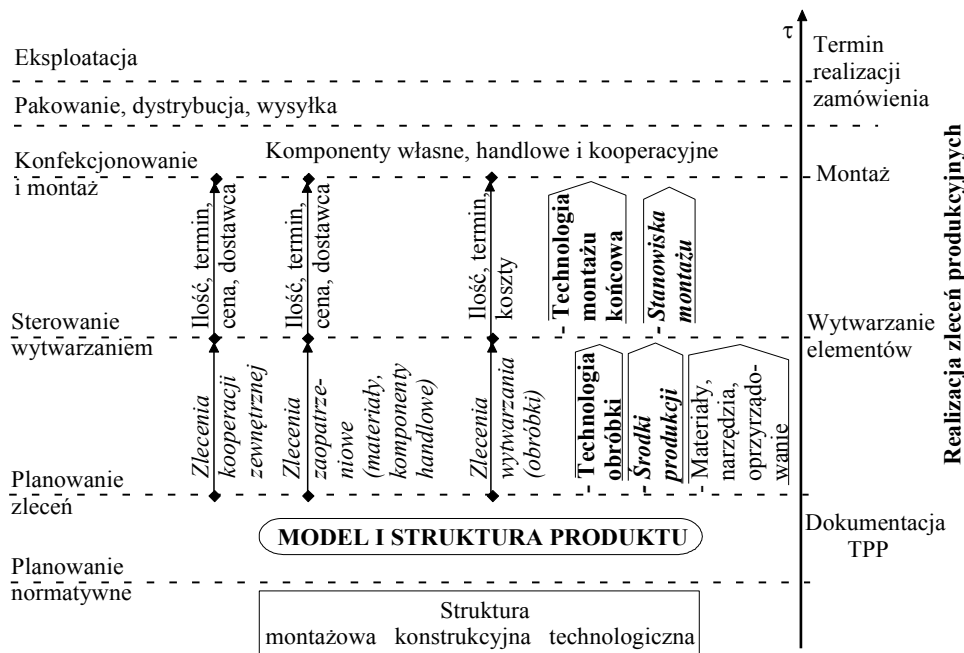 τ
Eksploatacja
Termin
realizacji
zamówienia
Pakowanie, dystrybucja, wysyłka
Komponenty własne, handlowe i kooperacyjne
Konfekcjonowanie
i montaż
Montaż
Ilość, termin,
cena, dostawca
Ilość, termin,
cena, dostawca
Ilość, termin,
koszty
- Technologia
montażu
końcowa
- Stanowiska
montażu
Sterowanie
wytwarzaniem
Wytwarzanie
elementów
Zlecenia
kooperacji
zewnętrznej
Zlecenia
zaopatrze-
niowe
(materiały,
komponenty
handlowe)
Zlecenia
wytwarzania
(obróbki)
- Technologia
obróbki
- Środki
produkcji
- Materiały,
narzędzia,
oprzyrządo-
wanie
Planowanie
zleceń
MODEL I STRUKTURA PRODUKTU
Dokumentacja
TPP
Planowanie
normatywne
Struktura
montażowa konstrukcyjna technologiczna
Realizacja zleceń produkcyjnych